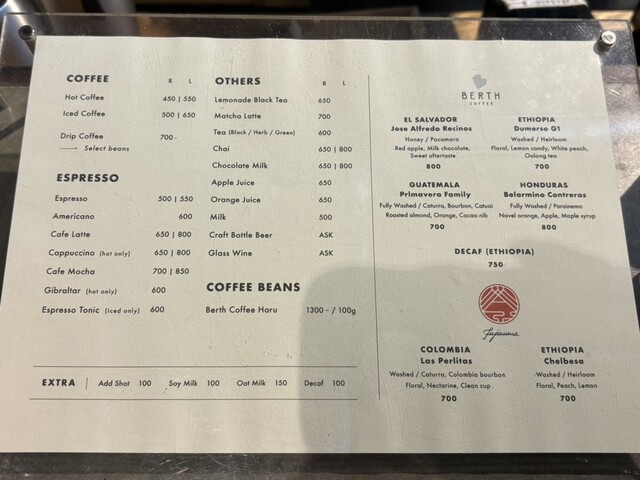 COFFEE R L
Hot Coffee 450 | 550
Iced Coffee 500 | 650
Drip Coffee 700 -
Select beans
ESPRESSO
Espresso 500 | 550
Americano 600
Cafe Latte 650 | 800
Cappuccino (hot only) 650 | 800
Cafe Mocha 700 | 850
Gibraltar (hot only) 600
Espresso Tonic (Iced only) 600
OTHERS R L
Lemonade Black Tea 650
Matcha Latte 700
Tea (Black / Herb / Green) 600
Chai 650 | 800
Chocolate Milk 650 | 800
Apple Juice 650
Orange Juice 650
Milk 500
Craft Bottle Beer ASK
Glass Wine ASK
COFFEE BEANS
Berth Coffee Haru 1300 - / 100g
EXTRA | Add Shot 100 Soy Milk 100 Oat Milk 150 Decaf 100
BERTH
COFFEE
EL SALVADOR
Jose Alfredo Recinos
Honey / Pacamara
Red apple, Milk chocolate,
Sweet aftertaste
800
ETHIOPIA
Dumerso G1
Washed / Heirloom
Floral, Lemon candy, White peach,
Oolong tea
700
GUATEMALA
Primavera Family
Fully Washed / Caturra, Bourbon, Catuai
Roasted almond, Orange, Cacao nib
700
HONDURAS
Belarmino Contreras
Fully Washed / Parainema
Navel orange, Apple, Maple syrup
800
DECAF (ETHIOPIA)
750
COLOMBIA
Las Perlitas
Washed / Caturra, Colombia bourbon
Floral, Nectarine, Clean cup
700
ETHIOPIA
Chelbesa
Washed / Heirloom
Floral, Peach, Lemon
700